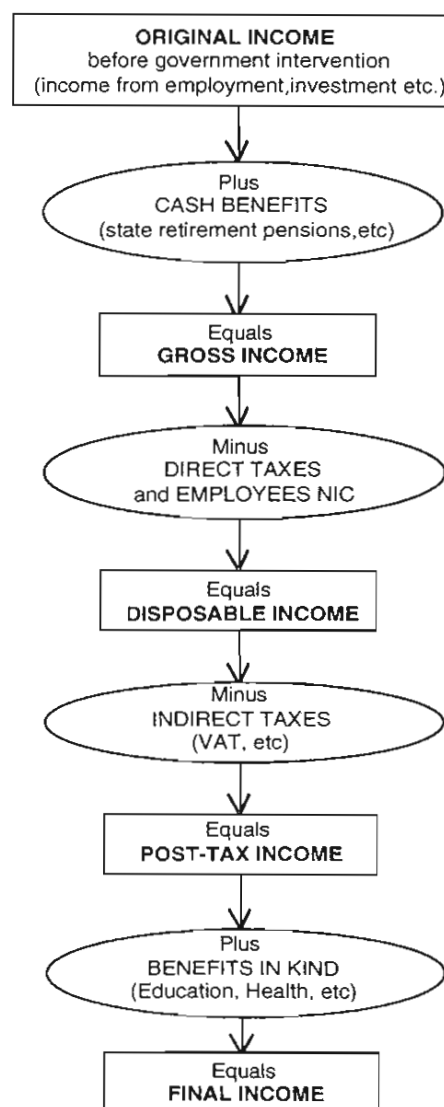 ORIGINAL INCOME
before government intervention
(income from employment,investment etc.)
Plus
CASH BENEFITS
(state retirement pensions,etc)
Equals
GROSS INCOME
Minus
DIRECT TAXES
and EMPLOYEES NIC
Equals
DISPOSABLE INCOME
Minus
INDIRECT TAXES
(VAT, etc)
Equals
POST-TAX INCOME
Plus
BENEFITS IN KIND
(Education, Health, etc)
Equals
FINAL INCOME